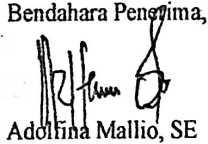 Bendahara Penerima,
Adolfina Mallio, SE